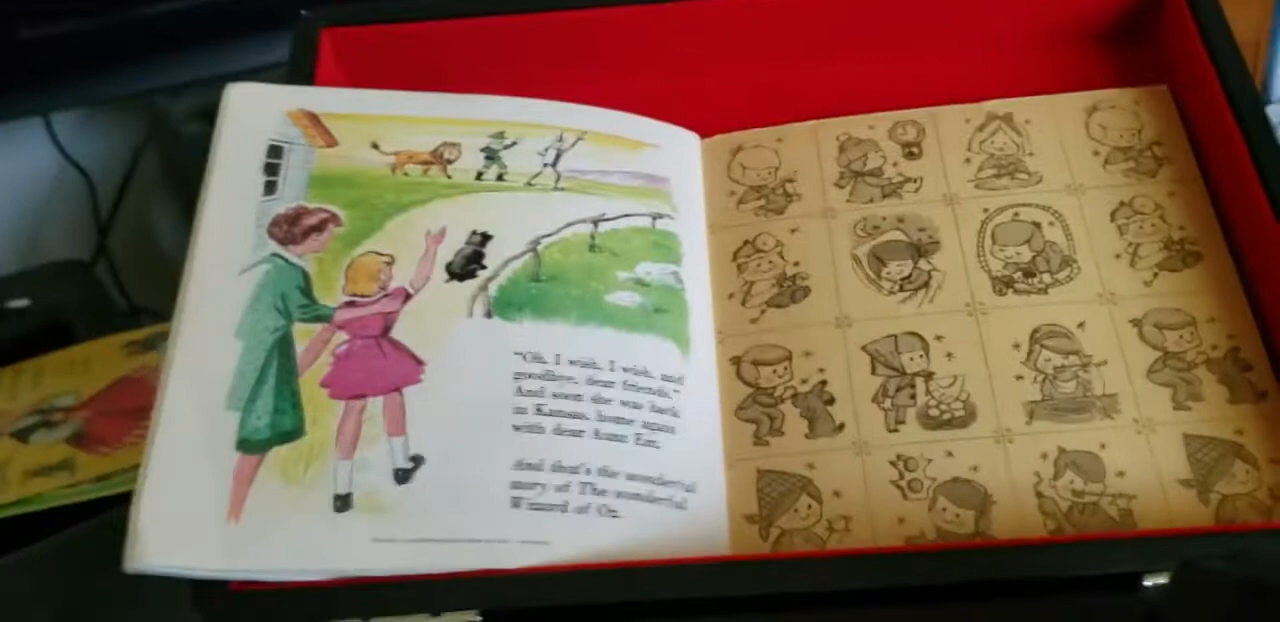 "Oh, I wish, I wish, and
goodbye, dear friends."
And soon she was back
in Kansas, home again
with dear Aunt Em.
And that's the wonderful
story of The wonderful
Wizard of Oz.